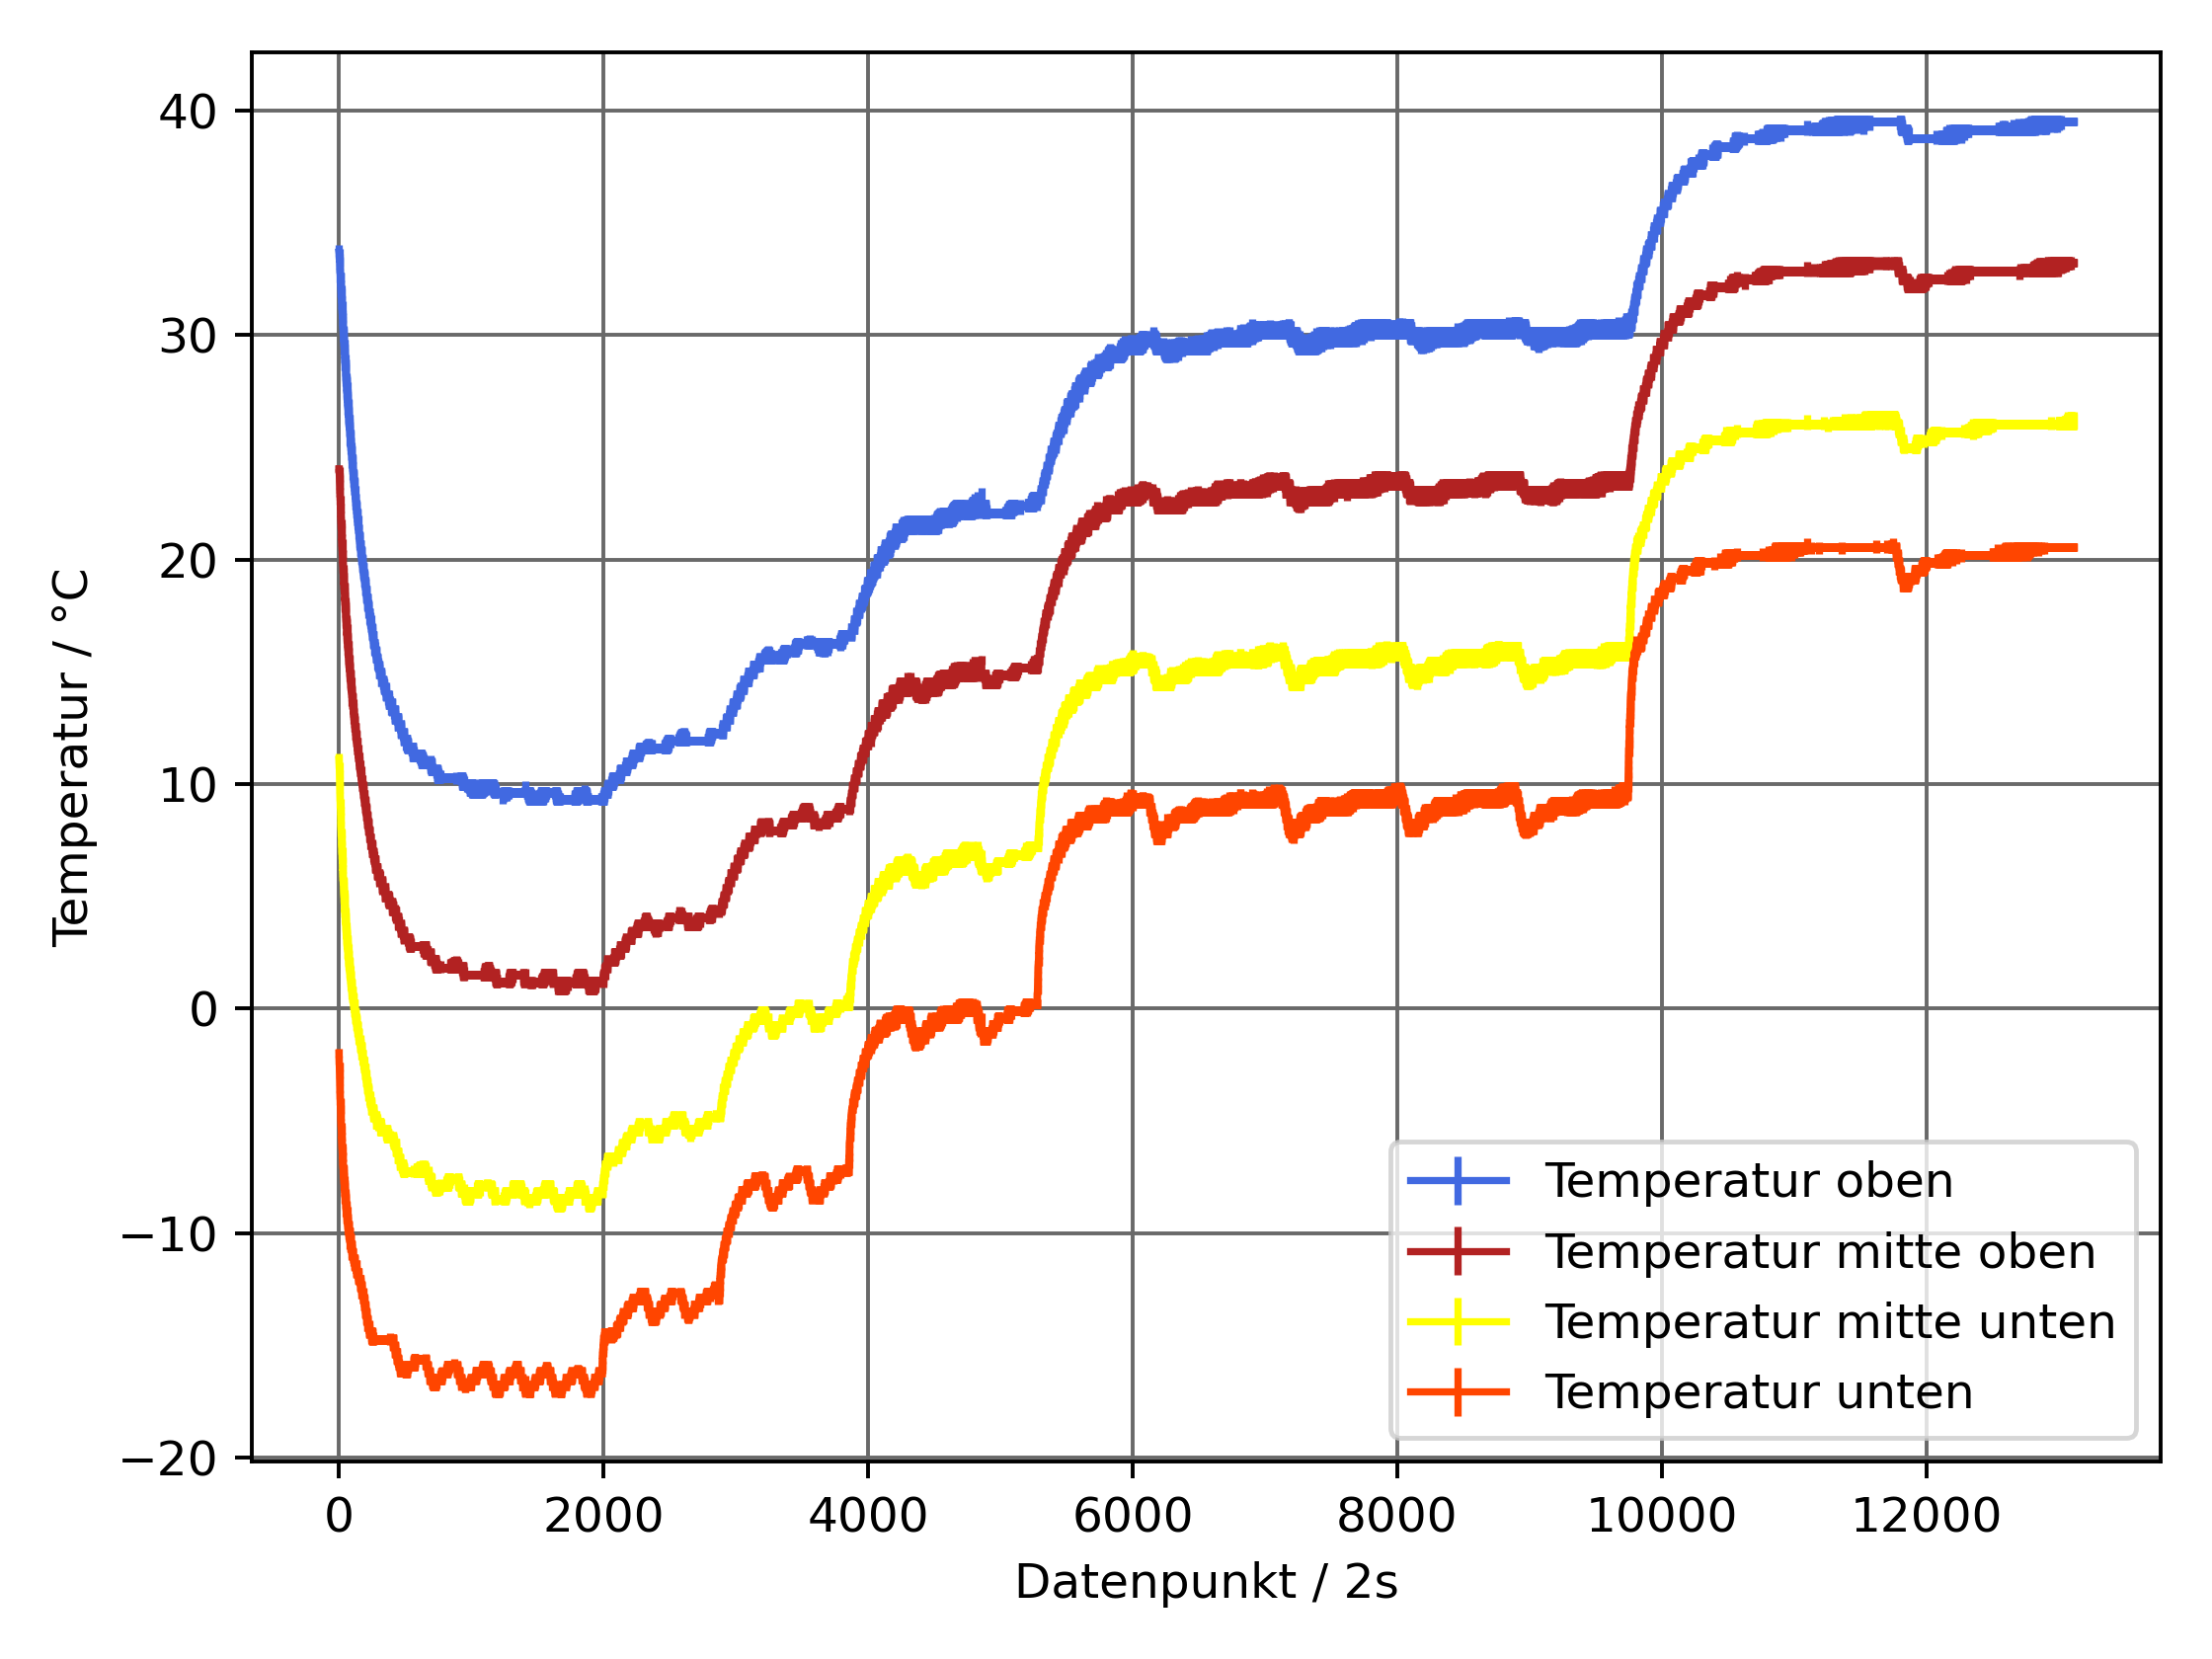 40
30
20
10
0
−10
−20
Temperatur / °C
0 2000 4000 6000 8000 10000 12000
Datenpunkt / 2s
Temperatur oben
Temperatur mitte oben
Temperatur mitte unten
Temperatur unten